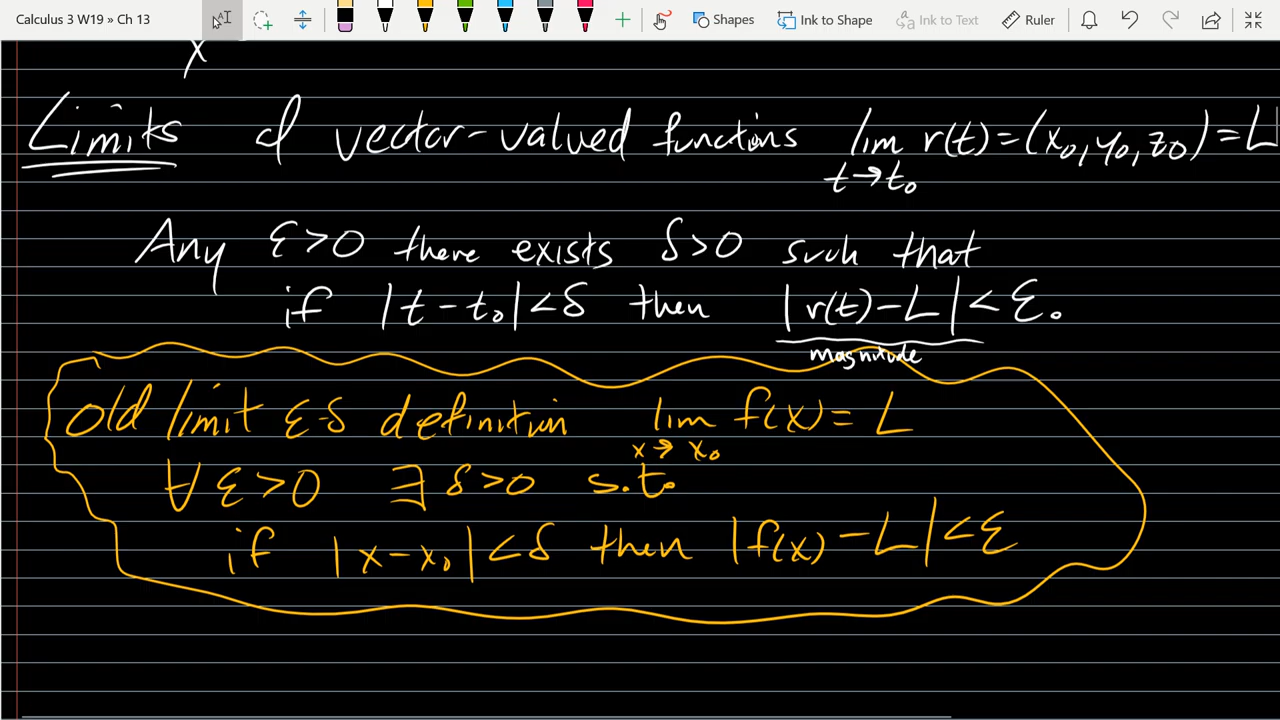 Calculus 3 W19 » Ch 13
Shapes
Ink to Shape
Ink to Text
Ruler
x
Limits of vector-valued functions lim r(t) = (x₀, y₀, z₀) = L
t→t₀
Any ε>0 there exists δ>0 such that
if |t-t₀|<δ then |r(t)-L|<ε.
magnitude
Old limit ε-δ definition lim f(x) = L
x→x₀
∀ ε>0 ∃ δ>0 s.t.
if |x-x₀|<δ then |f(x)-L|<ε